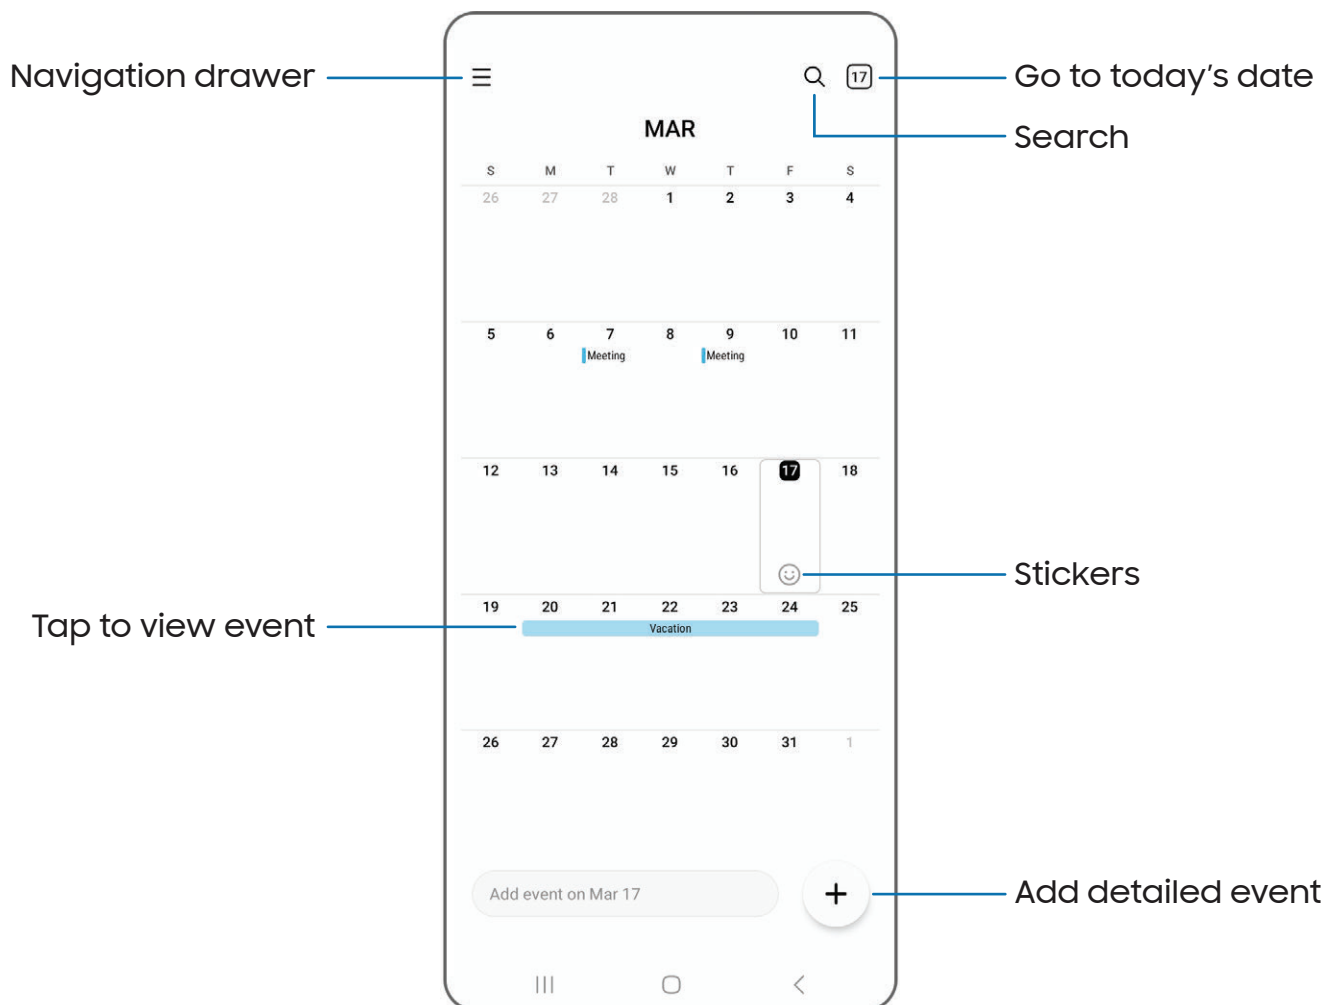 Navigation drawer
17
Go to today's date
Search
MAR
S M T W T F S
26 27 28 1 2 3 4
5 6 7 8 9 10 11
Meeting Meeting
12 13 14 15 16 17 18
Stickers
19 20 21 22 23 24 25
Tap to view event
Vacation
26 27 28 29 30 31 1
Add event on Mar 17
Add detailed event